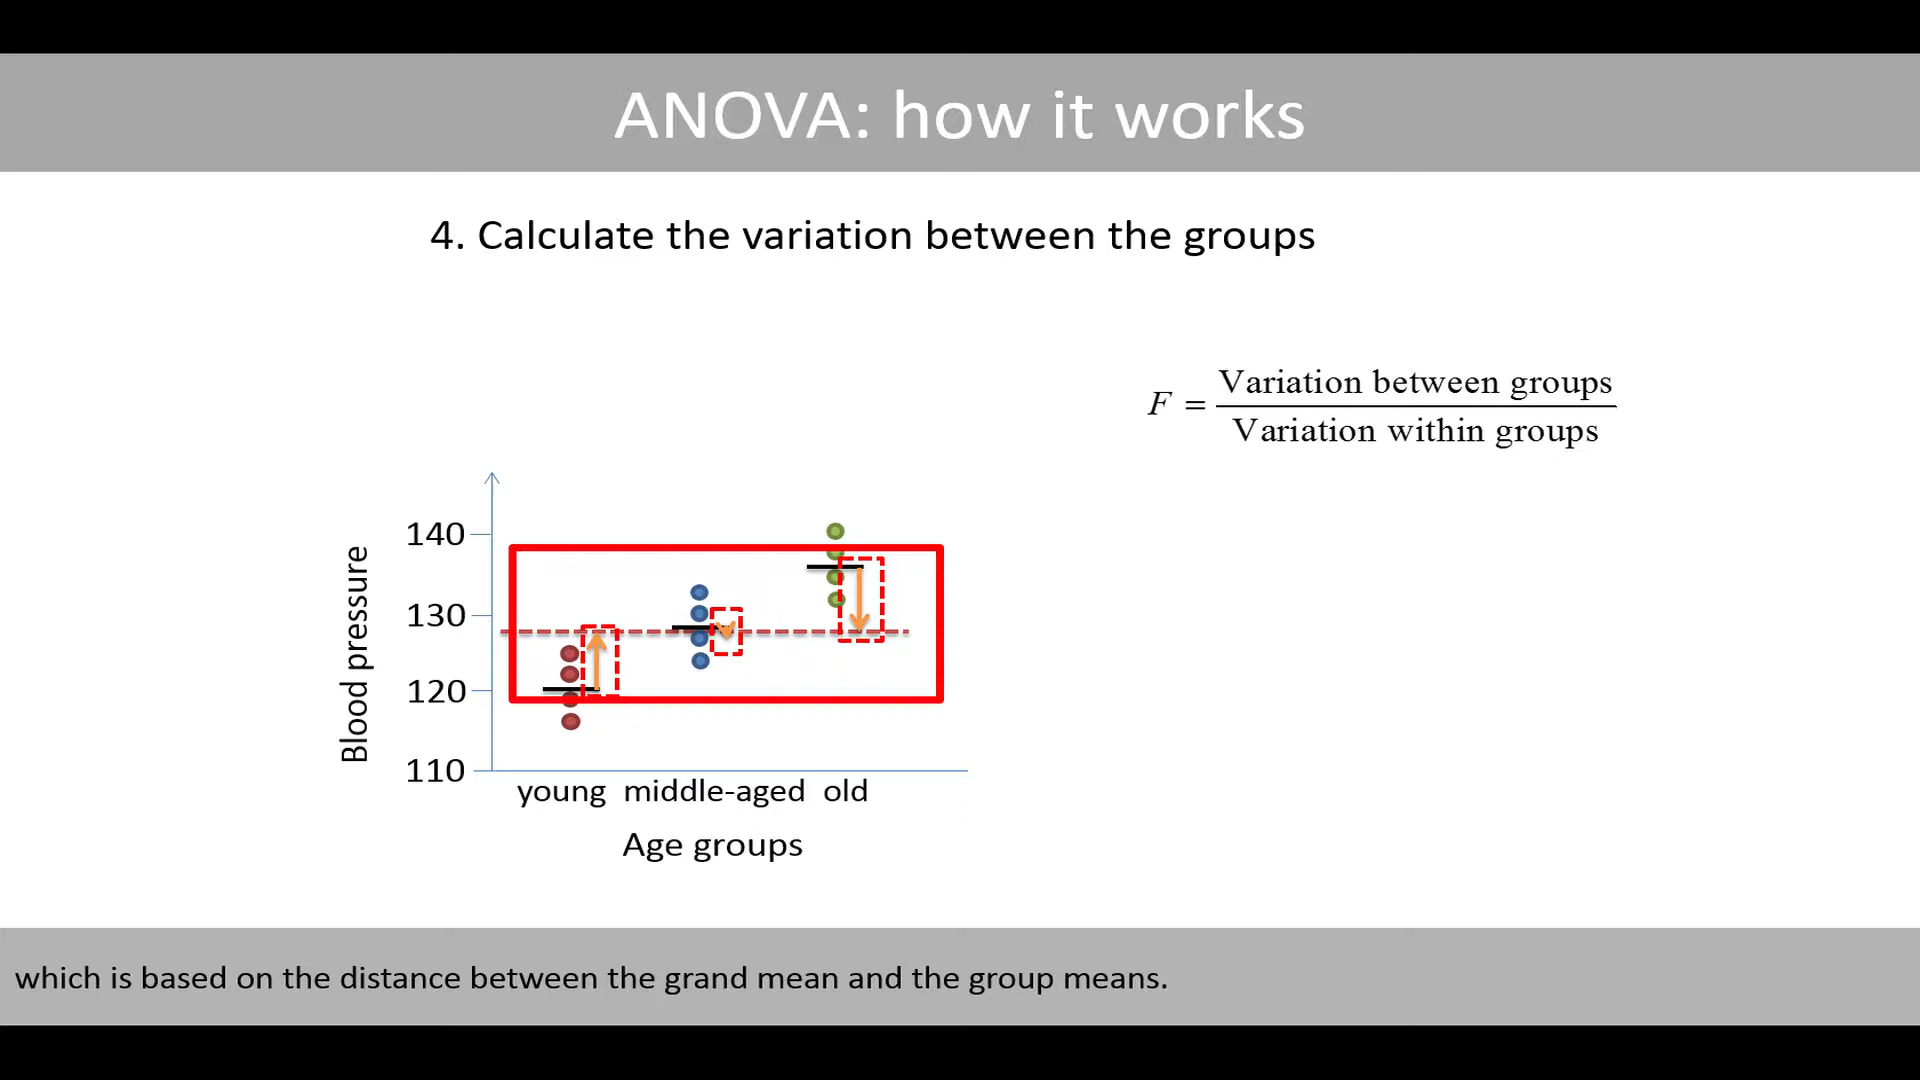 ANOVA: how it works
4. Calculate the variation between the groups
F = Variation between groups
Variation within groups
140
130
120
110
Blood pressure
young middle-aged old
Age groups
which is based on the distance between the grand mean and the group means.